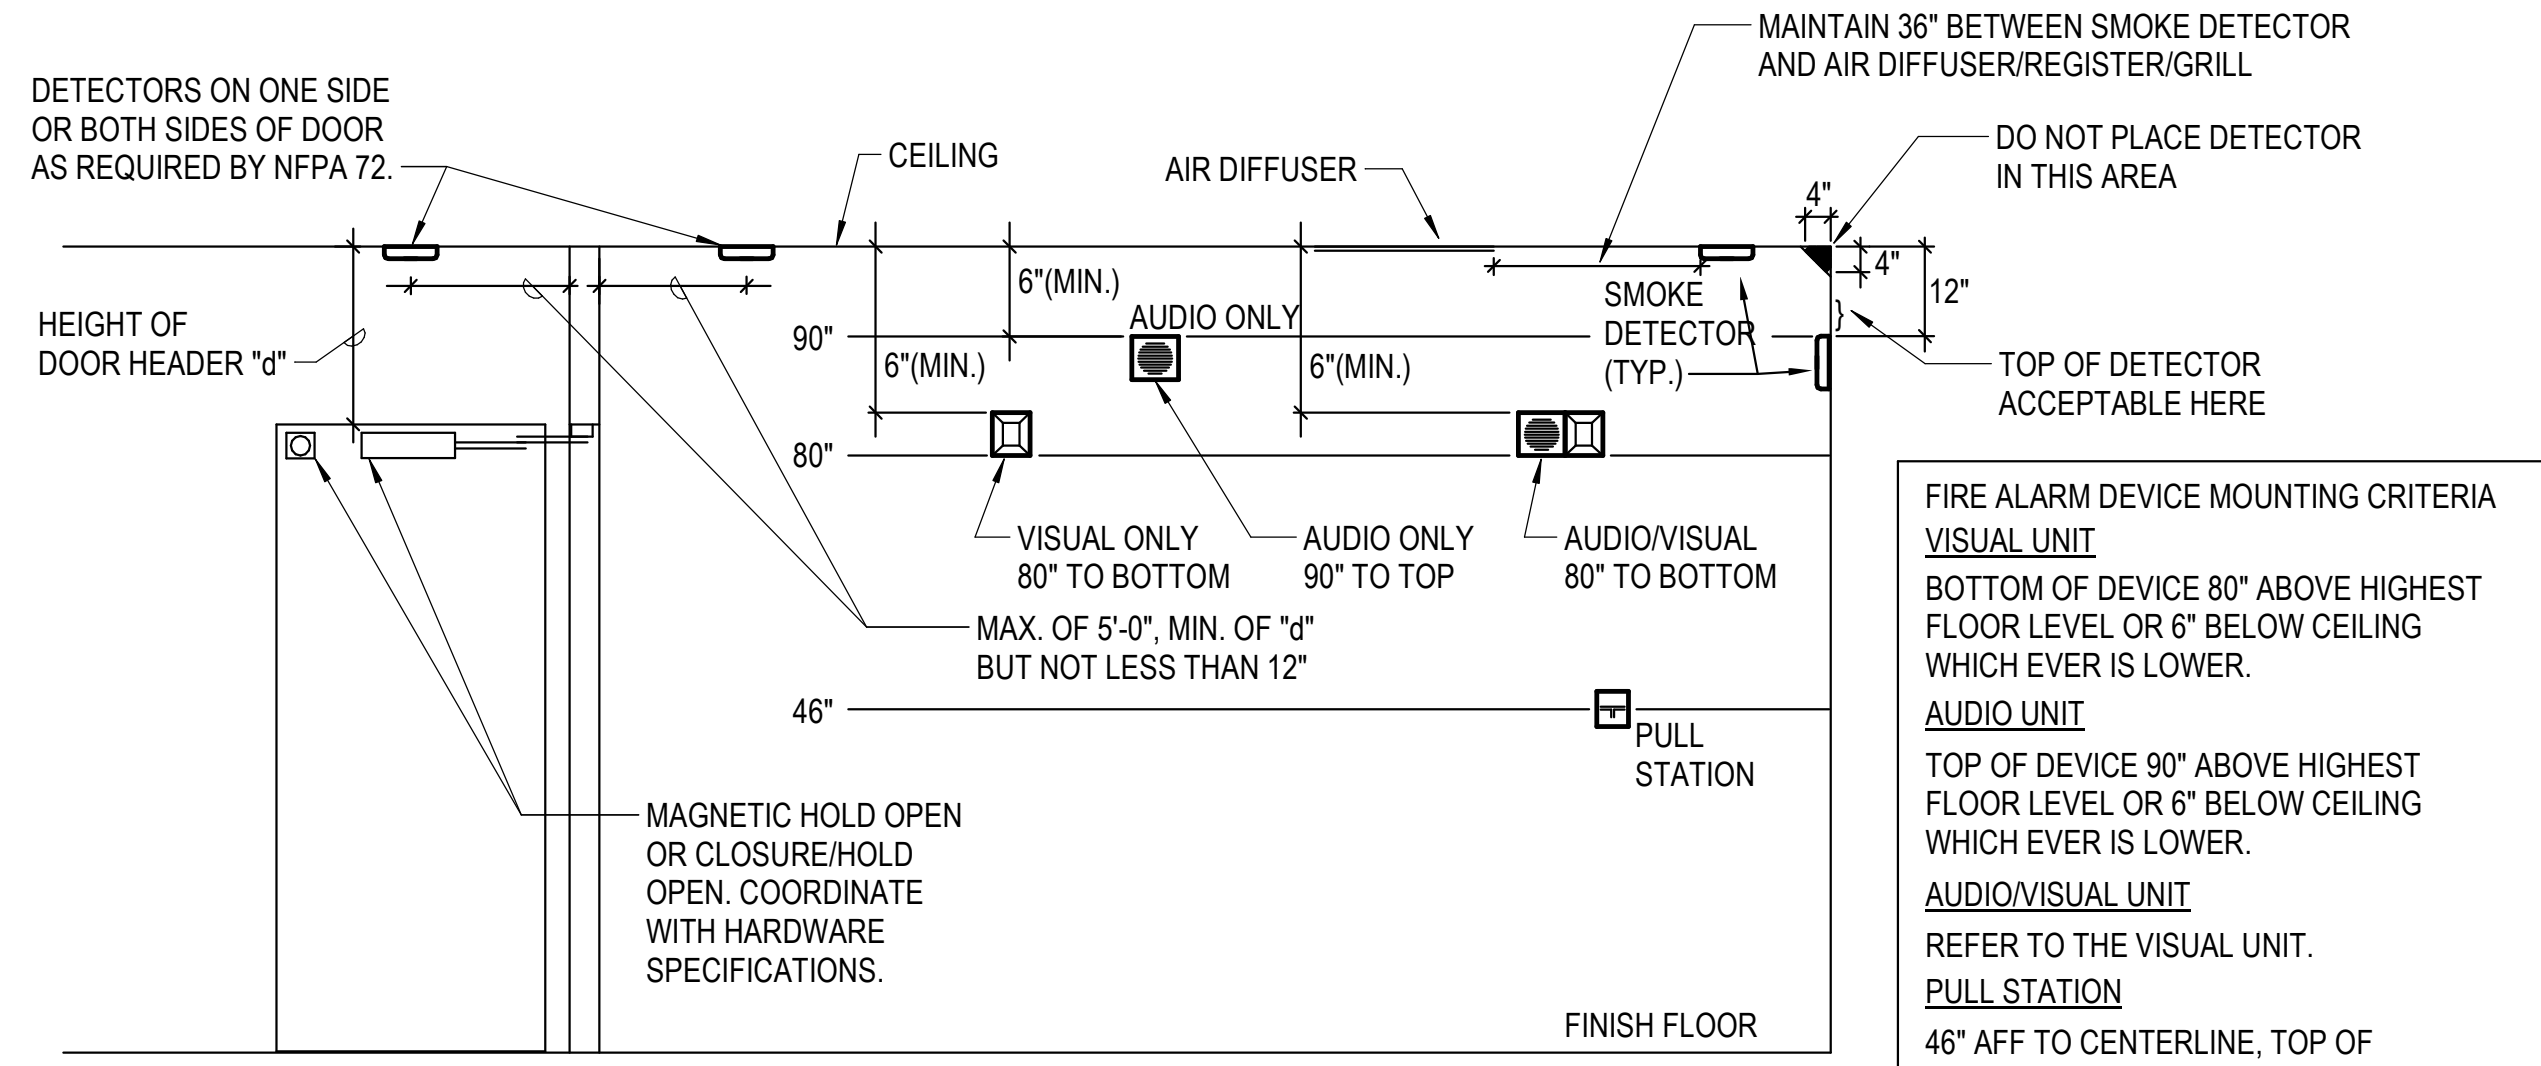 MAINTAIN 36" BETWEEN SMOKE DETECTOR
AND AIR DIFFUSER/REGISTER/GRILL
DETECTORS ON ONE SIDE
OR BOTH SIDES OF DOOR
AS REQUIRED BY NFPA 72.
CEILING
AIR DIFFUSER
DO NOT PLACE DETECTOR
IN THIS AREA
4"
4"
12"
6"(MIN.)
SMOKE
DETECTOR
(TYP.)
HEIGHT OF
DOOR HEADER "d"
90"
AUDIO ONLY
6"(MIN.)
6"(MIN.)
}
TOP OF DETECTOR
ACCEPTABLE HERE
80"
VISUAL ONLY
80" TO BOTTOM
AUDIO ONLY
90" TO TOP
AUDIO/VISUAL
80" TO BOTTOM
MAX. OF 5'-0", MIN. OF "d"
BUT NOT LESS THAN 12"
46"
PULL
STATION
MAGNETIC HOLD OPEN
OR CLOSURE/HOLD
OPEN. COORDINATE
WITH HARDWARE
SPECIFICATIONS.
FINISH FLOOR
FIRE ALARM DEVICE MOUNTING CRITERIA
VISUAL UNIT
BOTTOM OF DEVICE 80" ABOVE HIGHEST
FLOOR LEVEL OR 6" BELOW CEILING
WHICH EVER IS LOWER.
AUDIO UNIT
TOP OF DEVICE 90" ABOVE HIGHEST
FLOOR LEVEL OR 6" BELOW CEILING
WHICH EVER IS LOWER.
AUDIO/VISUAL UNIT
REFER TO THE VISUAL UNIT.
PULL STATION
46" AFF TO CENTERLINE, TOP OF